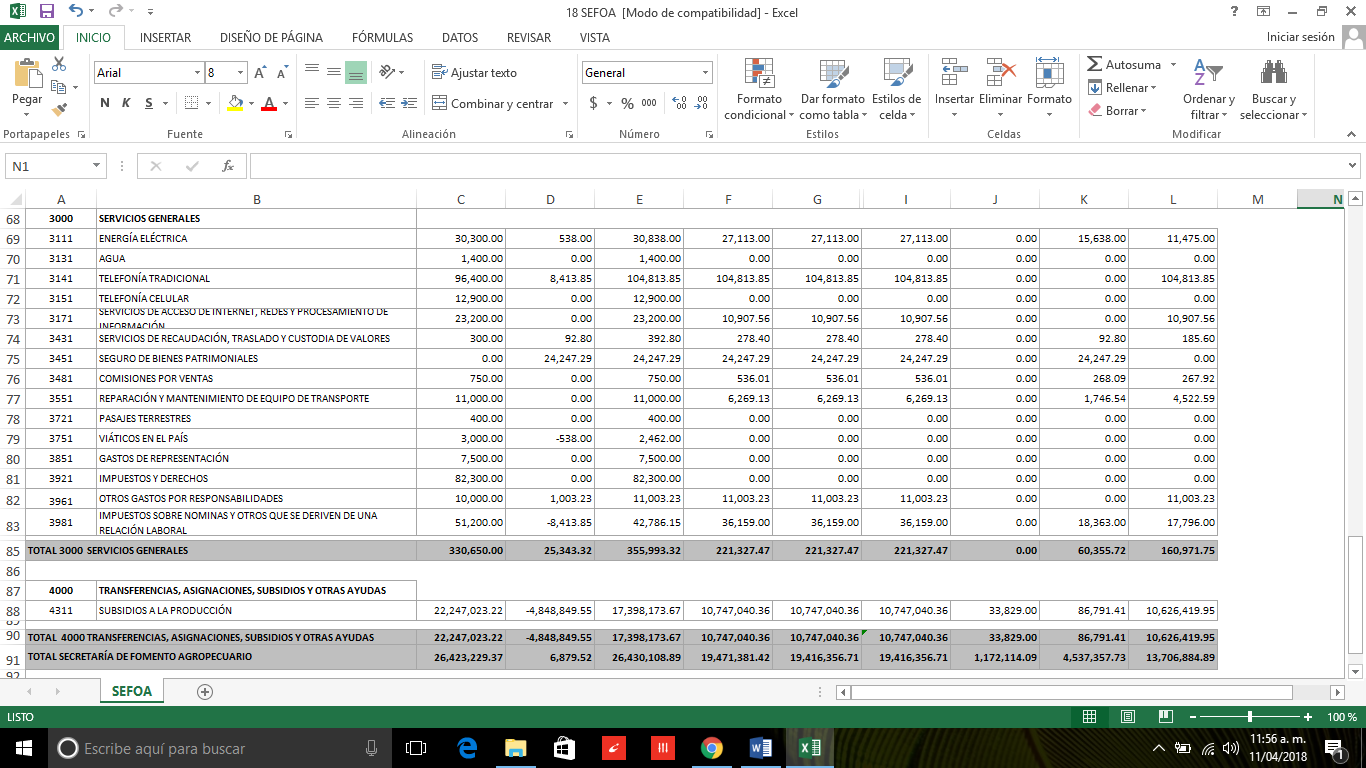 18 SEFOA [Modo de compatibilidad] - Excel
ARCHIVO INICIO INSERTAR DISEÑO DE PÁGINA FÓRMULAS DATOS REVISAR VISTA Iniciar sesión
Pegar
Arial 8
N K S
Ajustar texto
Combinar y centrar
General
$ % 000
Formato condicional
Dar formato como tabla
Estilos de celda
Insertar Eliminar Formato
Autosuma
Rellenar
Borrar
Ordenar y filtrar
Buscar y seleccionar
Portapapeles Fuente Alineación Número Estilos Celdas Modificar
N1 fx
A B C D E F G I J K L M N
68 3000 SERVICIOS GENERALES
69 3111 ENERGÍA ELÉCTRICA 30,300.00 538.00 30,838.00 27,113.00 27,113.00 27,113.00 0.00 15,638.00 11,475.00
70 3131 AGUA 1,400.00 0.00 1,400.00 0.00 0.00 0.00 0.00 0.00 0.00
71 3141 TELEFONÍA TRADICIONAL 96,400.00 8,413.85 104,813.85 104,813.85 104,813.85 104,813.85 0.00 0.00 104,813.85
72 3151 TELEFONÍA CELULAR 12,900.00 0.00 12,900.00 0.00 0.00 0.00 0.00 0.00 0.00
73 3171 SERVICIOS DE ACCESO DE INTERNET, REDES Y PROCESAMIENTO DE INFORMACIÓN 23,200.00 0.00 23,200.00 10,907.56 10,907.56 10,907.56 0.00 0.00 10,907.56
74 3431 SERVICIOS DE RECAUDACIÓN, TRASLADO Y CUSTODIA DE VALORES 300.00 92.80 392.80 278.40 278.40 278.40 0.00 92.80 185.60
75 3451 SEGURO DE BIENES PATRIMONIALES 0.00 24,247.29 24,247.29 24,247.29 24,247.29 24,247.29 0.00 24,247.29 0.00
76 3481 COMISIONES POR VENTAS 750.00 0.00 750.00 536.01 536.01 536.01 0.00 268.09 267.92
77 3551 REPARACIÓN Y MANTENIMIENTO DE EQUIPO DE TRANSPORTE 11,000.00 0.00 11,000.00 6,269.13 6,269.13 6,269.13 0.00 1,746.54 4,522.59
78 3721 PASAJES TERRESTRES 400.00 0.00 400.00 0.00 0.00 0.00 0.00 0.00 0.00
79 3751 VIÁTICOS EN EL PAÍS 3,000.00 -538.00 2,462.00 0.00 0.00 0.00 0.00 0.00 0.00
80 3851 GASTOS DE REPRESENTACIÓN 7,500.00 0.00 7,500.00 0.00 0.00 0.00 0.00 0.00 0.00
81 3921 IMPUESTOS Y DERECHOS 82,300.00 0.00 82,300.00 0.00 0.00 0.00 0.00 0.00 0.00
82 3961 OTROS GASTOS POR RESPONSABILIDADES 10,000.00 1,003.23 11,003.23 11,003.23 11,003.23 11,003.23 0.00 0.00 11,003.23
83 3981 IMPUESTOS SOBRE NOMINAS Y OTROS QUE SE DERIVEN DE UNA RELACIÓN LABORAL 51,200.00 -8,413.85 42,786.15 36,159.00 36,159.00 36,159.00 0.00 18,363.00 17,796.00
85 TOTAL 3000 SERVICIOS GENERALES 330,650.00 25,343.32 355,993.32 221,327.47 221,327.47 221,327.47 0.00 60,355.72 160,971.75
86
87 4000 TRANSFERENCIAS, ASIGNACIONES, SUBSIDIOS Y OTRAS AYUDAS
88 4311 SUBSIDIOS A LA PRODUCCIÓN 22,247,023.22 -4,848,849.55 17,398,173.67 10,747,040.36 10,747,040.36 10,747,040.36 33,829.00 86,791.41 10,626,419.95
89
90 TOTAL 4000 TRANSFERENCIAS, ASIGNACIONES, SUBSIDIOS Y OTRAS AYUDAS 22,247,023.22 -4,848,849.55 17,398,173.67 10,747,040.36 10,747,040.36 10,747,040.36 33,829.00 86,791.41 10,626,419.95
91 TOTAL SECRETARÍA DE FOMENTO AGROPECUARIO 26,423,229.37 6,879.52 26,430,108.89 19,471,381.42 19,416,356.71 19,416,356.71 1,172,114.09 4,537,357.73 13,706,884.89
92
SEFOA
LISTO 100 %
Escribe aquí para buscar
11:56 a. m.
11/04/2018
1